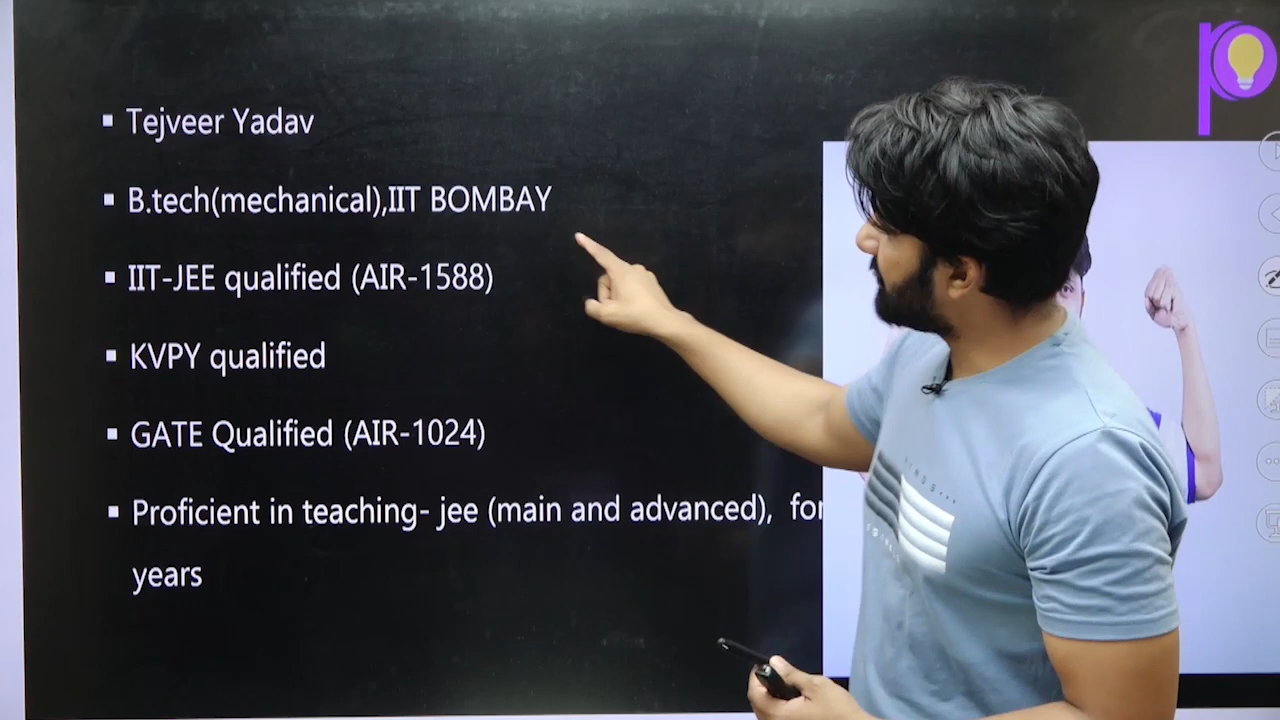 Tejveer Yadav
B.tech(mechanical),IIT BOMBAY
IIT-JEE qualified (AIR-1588)
KVPY qualified
GATE Qualified (AIR-1024)
Proficient in teaching- jee (main and advanced), for
years